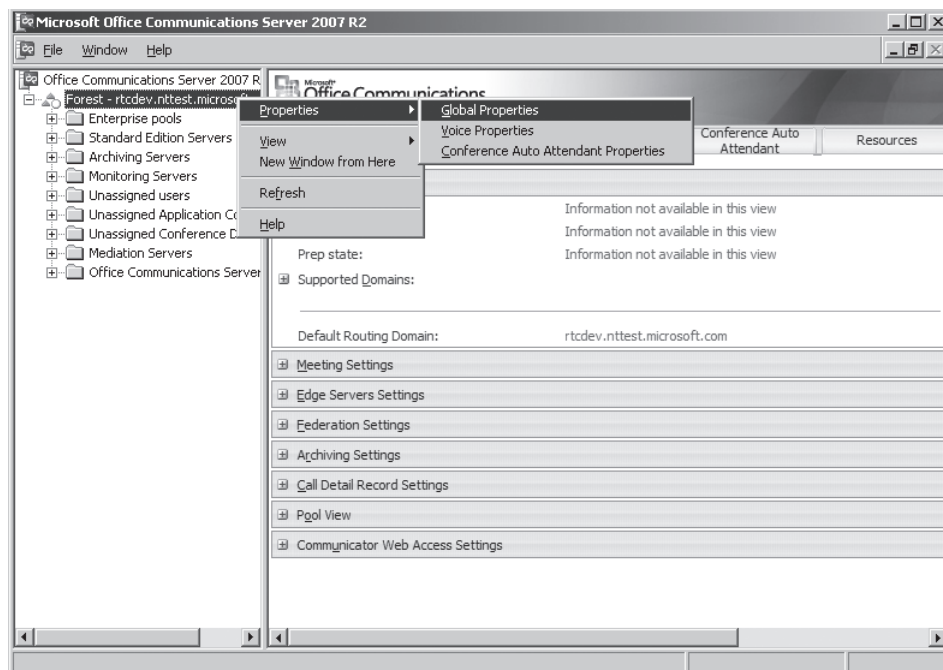 Microsoft Office Communications Server 2007 R2
File Window Help
Office Communications Server 2007 R
Forest - rtcdev.nttest.microsoft
Enterprise pools
Standard Edition Servers
Archiving Servers
Monitoring Servers
Unassigned users
Unassigned Application Co
Unassigned Conference D
Mediation Servers
Office Communications Server
Properties
View
New Window from Here
Refresh
Help
Global Properties
Voice Properties
Conference Auto Attendant Properties
Microsoft
Office Communications
Conference Auto
Attendant
Resources
Information not available in this view
Information not available in this view
Prep state: Information not available in this view
Supported Domains:
Default Routing Domain: rtcdev.nttest.microsoft.com
Meeting Settings
Edge Servers Settings
Federation Settings
Archiving Settings
Call Detail Record Settings
Pool View
Communicator Web Access Settings